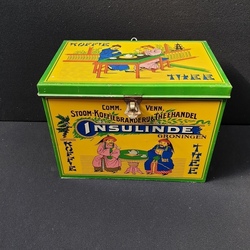 KOFFIE
THEE
COMM. VENN.
STOOM-KOFFIEBRANDERIJ & THEEHANDEL
INSULINDE
GRONINGEN
KOFFIE
THEE